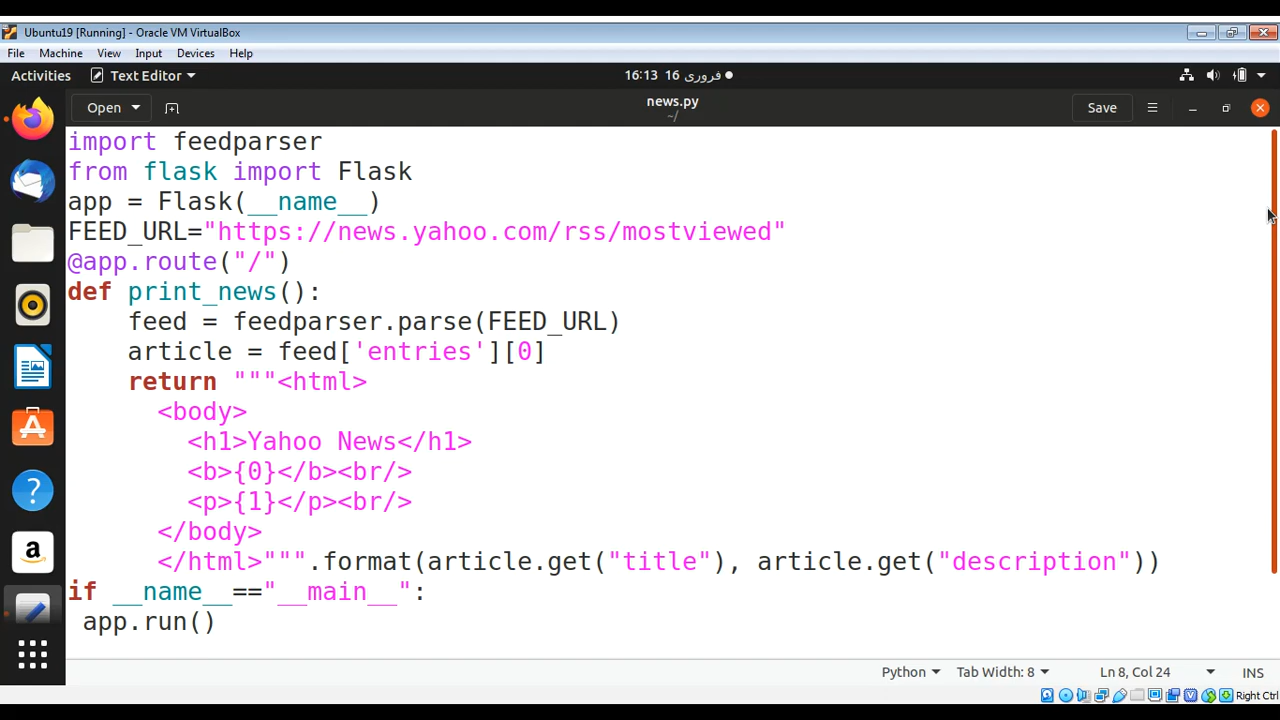 Ubuntu19 [Running] - Oracle VM VirtualBox
File Machine View Input Devices Help
Activities Text Editor 16:13 16 فروری
Open news.py Save
~/
import feedparser
from flask import Flask
app = Flask(__name__)
FEED_URL="https://news.yahoo.com/rss/mostviewed"
@app.route("/")
def print_news():
    feed = feedparser.parse(FEED_URL)
    article = feed['entries'][0]
    return """<html>
      <body>
        <h1>Yahoo News</h1>
        <b>{0}</b><br/>
        <p>{1}</p><br/>
      </body>
      </html>""".format(article.get("title"), article.get("description"))
if __name__=="__main__":
 app.run()
Python Tab Width: 8 Ln 8, Col 24 INS
Right Ctrl